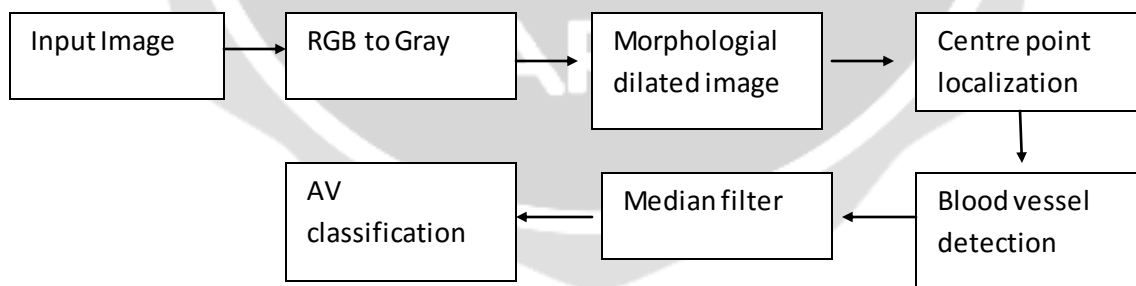 Input Image
RGB to Gray
Morphologial
dilated image
Centre point
localization
AV
classification
Median filter
Blood vessel
detection